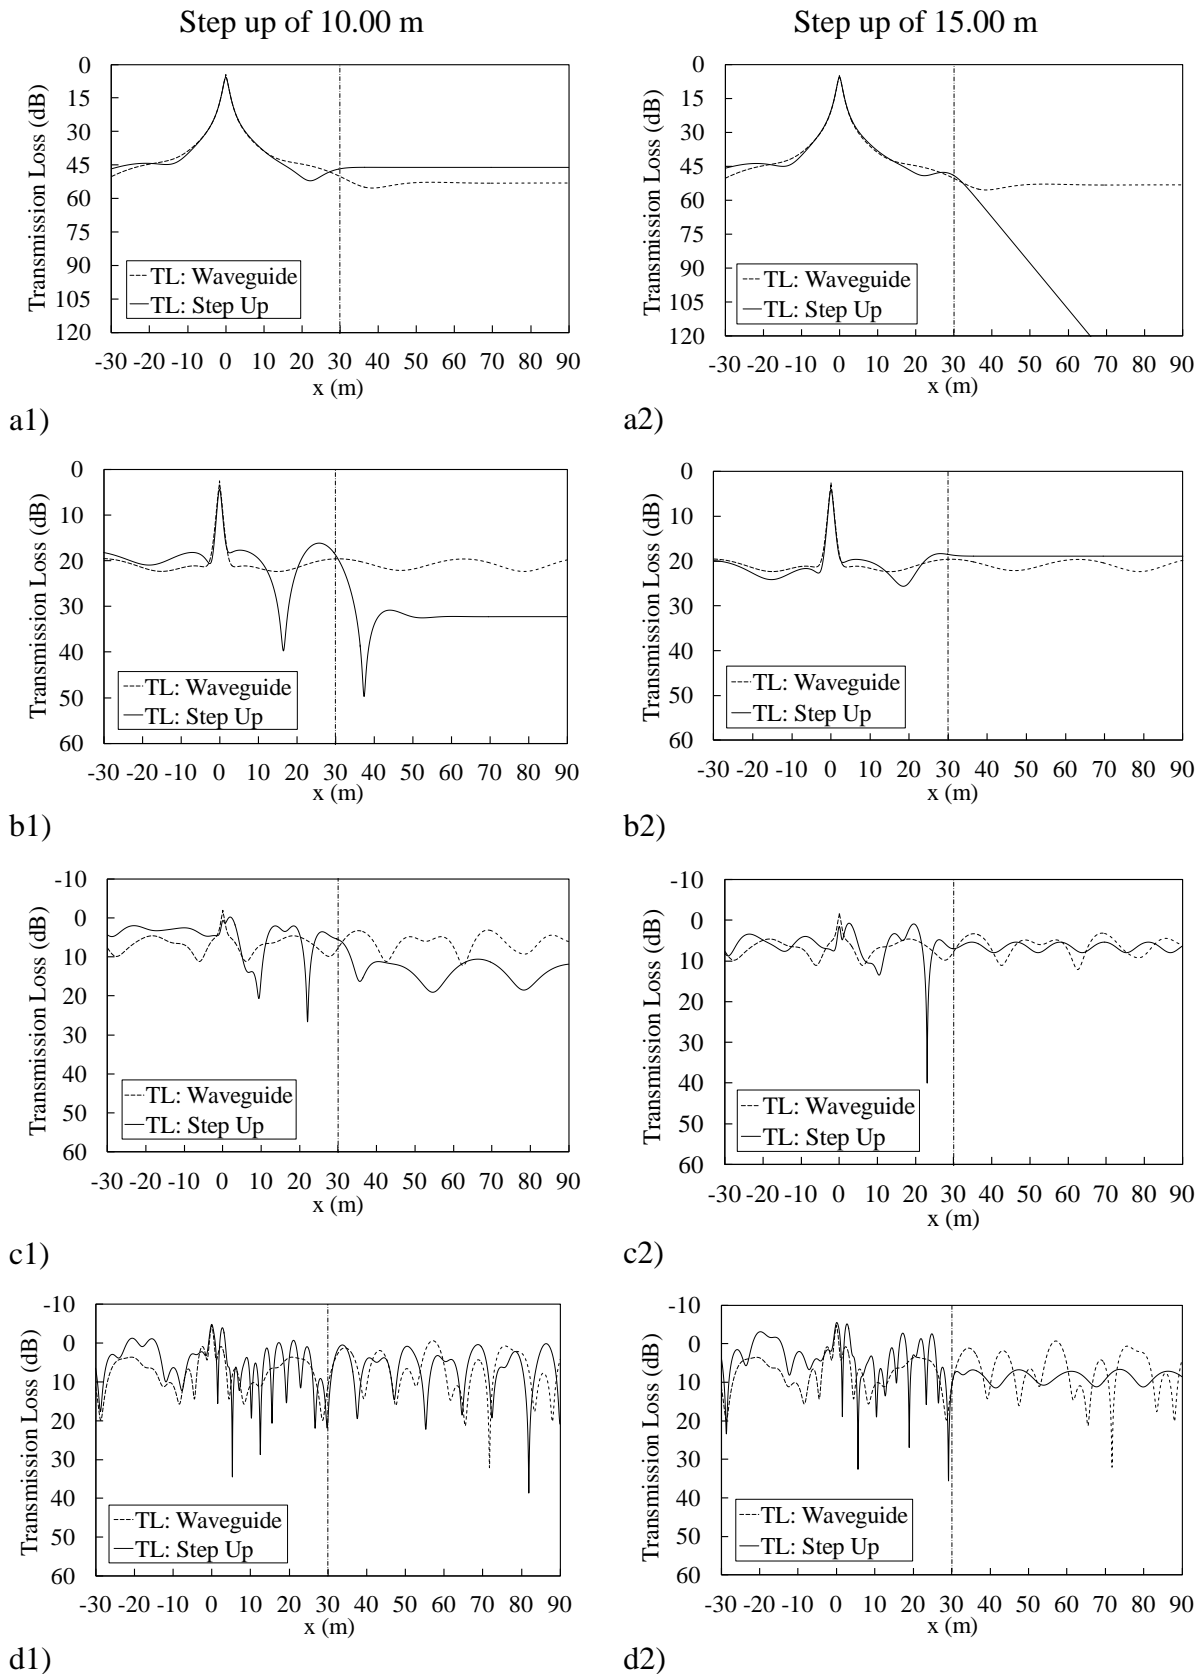 Step up of 10.00 m
Step up of 15.00 m
Transmission Loss (dB)
0
15
30
45
60
75
90
105
120
TL: Waveguide
TL: Step Up
-30 -20 -10 0 10 20 30 40 50 60 70 80 90
x (m)
a1)
Transmission Loss (dB)
0
15
30
45
60
75
90
105
120
TL: Waveguide
TL: Step Up
-30 -20 -10 0 10 20 30 40 50 60 70 80 90
x (m)
a2)
Transmission Loss (dB)
0
10
20
30
40
50
60
TL: Waveguide
TL: Step Up
-30 -20 -10 0 10 20 30 40 50 60 70 80 90
x (m)
b1)
Transmission Loss (dB)
0
10
20
30
40
50
60
TL: Waveguide
TL: Step Up
-30 -20 -10 0 10 20 30 40 50 60 70 80 90
x (m)
b2)
Transmission Loss (dB)
-10
0
10
20
30
40
50
60
TL: Waveguide
TL: Step Up
-30 -20 -10 0 10 20 30 40 50 60 70 80 90
x (m)
c1)
Transmission Loss (dB)
-10
0
10
20
30
40
50
60
TL: Waveguide
TL: Step Up
-30 -20 -10 0 10 20 30 40 50 60 70 80 90
x (m)
c2)
Transmission Loss (dB)
-10
0
10
20
30
40
50
60
TL: Waveguide
TL: Step Up
-30 -20 -10 0 10 20 30 40 50 60 70 80 90
x (m)
d1)
Transmission Loss (dB)
-10
0
10
20
30
40
50
60
TL: Waveguide
TL: Step Up
-30 -20 -10 0 10 20 30 40 50 60 70 80 90
x (m)
d2)